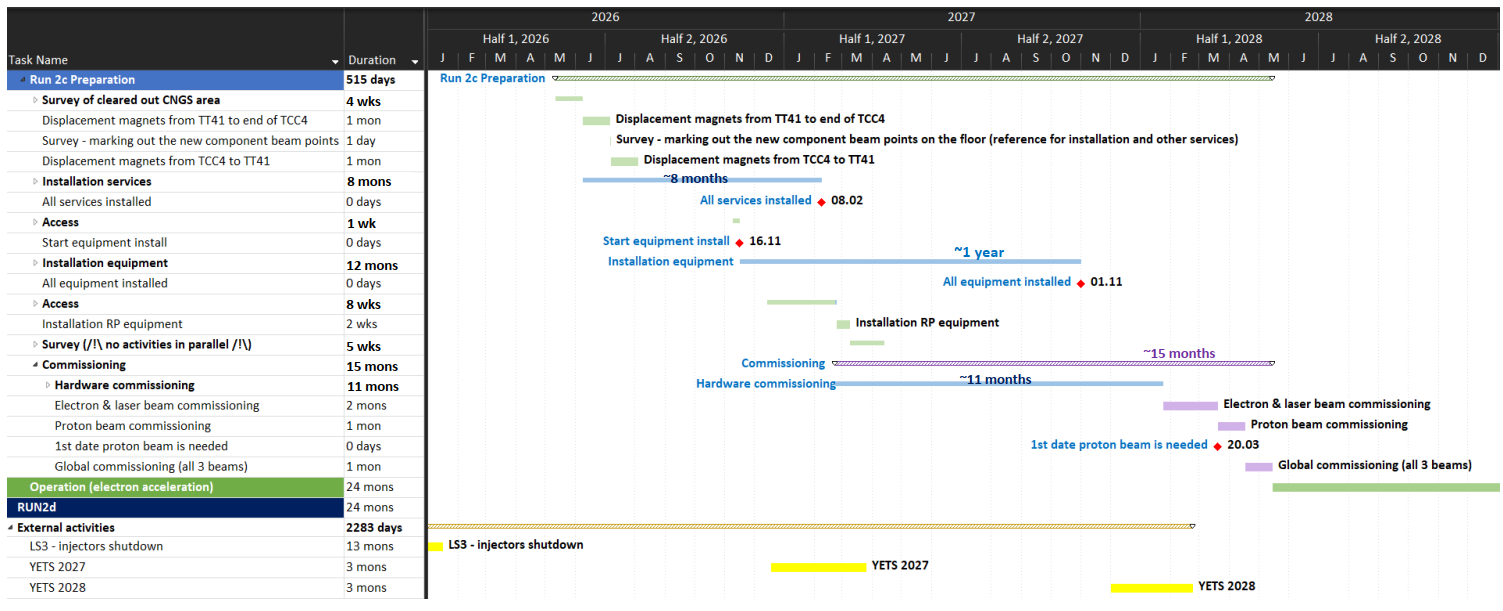 2026 2027 2028
Half 1, 2026 Half 2, 2026 Half 1, 2027 Half 2, 2027 Half 1, 2028 Half 2, 2028
Task Name Duration J F M A M J J A S O N D J F M A M J J A S O N D J F M A M J J A S O N D
Run 2c Preparation 515 days Run 2c Preparation
Survey of cleared out CNGS area 4 wks
Displacement magnets from TT41 to end of TCC4 1 mon Displacement magnets from TT41 to end of TCC4
Survey - marking out the new component beam points 1 day Survey - marking out the new component beam points on the floor (reference for installation and other services)
Displacement magnets from TCC4 to TT41 1 mon Displacement magnets from TCC4 to TT41
Installation services 8 mons ~8 months
All services installed 0 days All services installed 08.02
Access 1 wk
Start equipment install 0 days Start equipment install 16.11
Installation equipment 12 mons Installation equipment ~1 year
All equipment installed 0 days All equipment installed 01.11
Access 8 wks
Installation RP equipment 2 wks Installation RP equipment
Survey (/!\ no activities in parallel /!\) 5 wks
Commissioning 15 mons Commissioning ~15 months
Hardware commissioning 11 mons Hardware commissioning ~11 months
Electron & laser beam commissioning 2 mons Electron & laser beam commissioning
Proton beam commissioning 1 mon Proton beam commissioning
1st date proton beam is needed 0 days 1st date proton beam is needed 20.03
Global commissioning (all 3 beams) 1 mon Global commissioning (all 3 beams)
Operation (electron acceleration) 24 mons
RUN2d 24 mons
External activities 2283 days
LS3 - injectors shutdown 13 mons LS3 - injectors shutdown
YETS 2027 3 mons YETS 2027
YETS 2028 3 mons YETS 2028